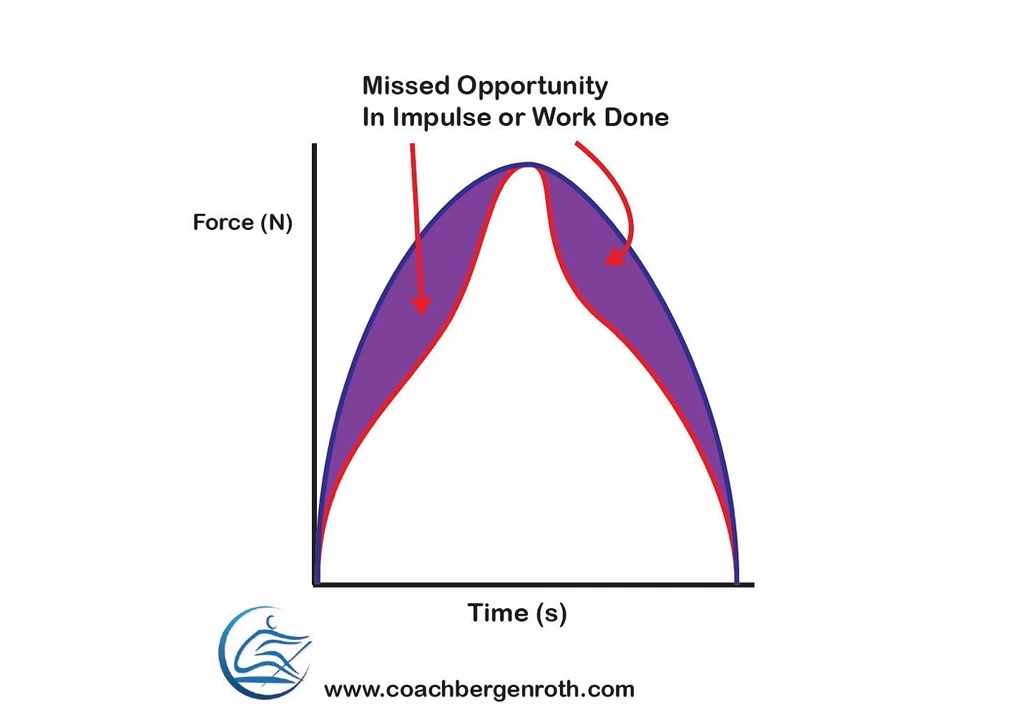 Missed Opportunity
In Impulse or Work Done
Force (N)
Time (s)
www.coachbergenroth.com